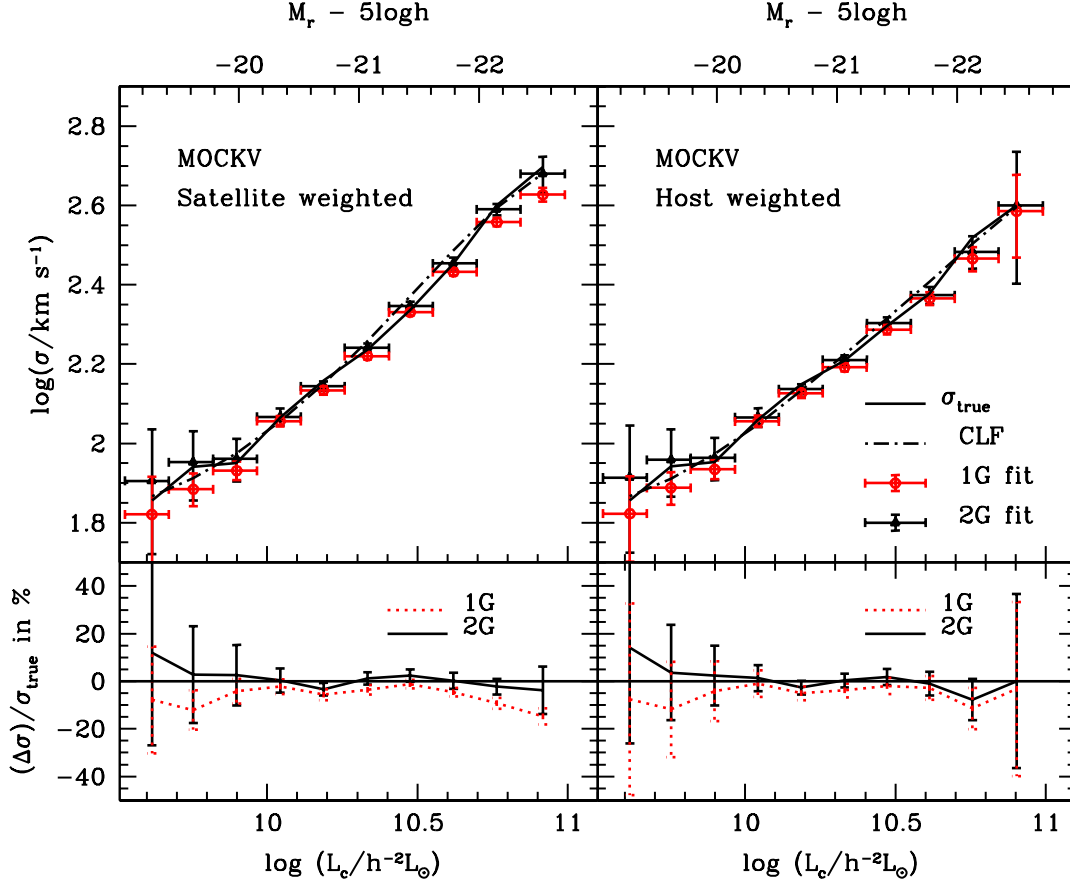 M_r − 5logh M_r − 5logh
−20 −21 −22 −20 −21 −22
2.8
2.6
2.4
2.2
2
1.8
log(σ/km s⁻¹)
MOCKV
Satellite weighted
MOCKV
Host weighted
σ_true
CLF
1G fit
2G fit
40
20
0
−20
−40
(Δσ)/σ_true in %
1G
2G
1G
2G
10 10.5 11 10 10.5 11
log (L_c/h⁻²L_⊙) log (L_c/h⁻²L_⊙)